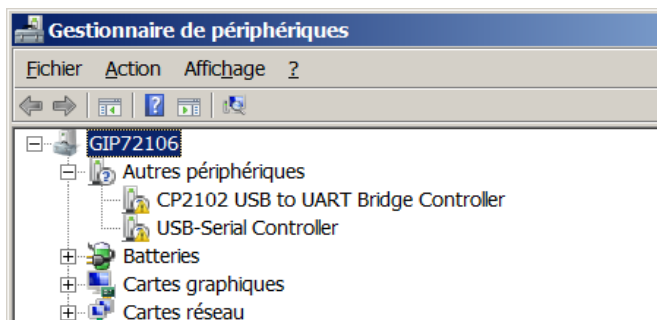 Gestionnaire de périphériques
Fichier Action Affichage ?
GIP72106
Autres périphériques
CP2102 USB to UART Bridge Controller
USB-Serial Controller
Batteries
Cartes graphiques
Cartes réseau